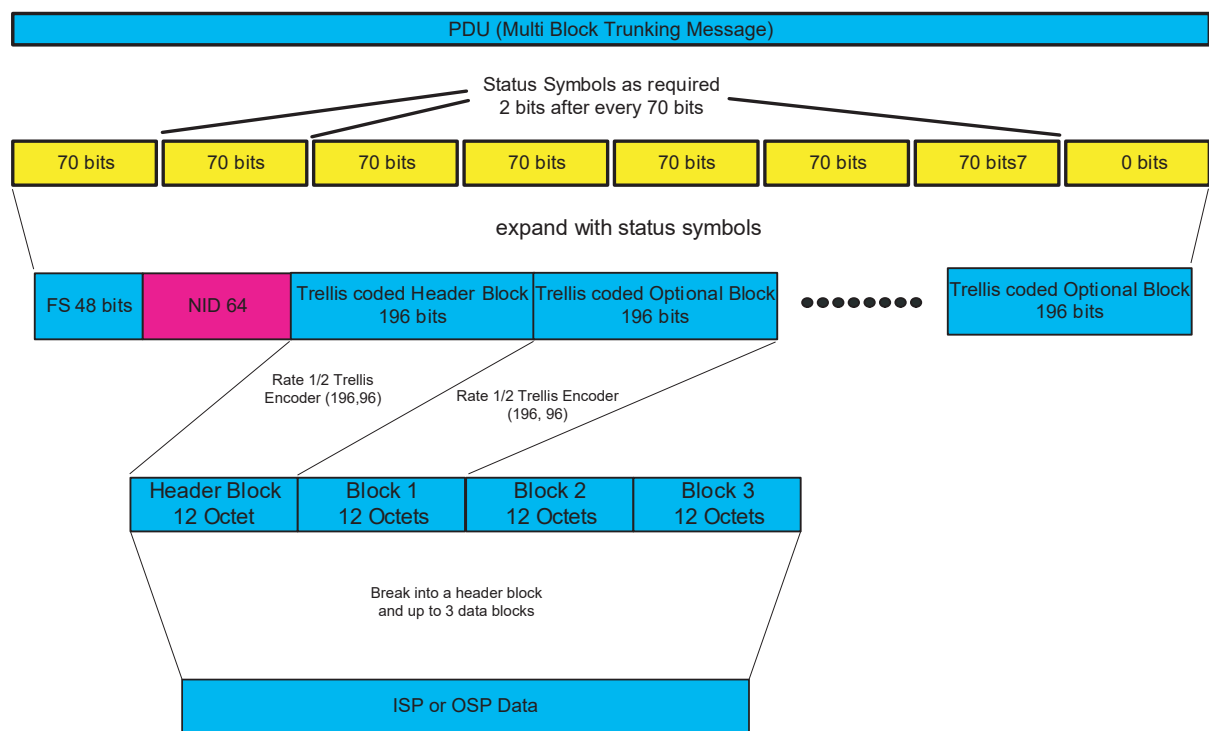 PDU (Multi Block Trunking Message)
Status Symbols as required
2 bits after every 70 bits
70 bits
70 bits
70 bits
70 bits
70 bits
70 bits
70 bits7
0 bits
expand with status symbols
FS 48 bits
NID 64
Trellis coded Header Block
196 bits
Trellis coded Optional Block
196 bits
Trellis coded Optional Block
196 bits
Rate 1/2 Trellis
Encoder (196,96)
Rate 1/2 Trellis Encoder
(196, 96)
Header Block
12 Octet
Block 1
12 Octets
Block 2
12 Octets
Block 3
12 Octets
Break into a header block
and up to 3 data blocks
ISP or OSP Data